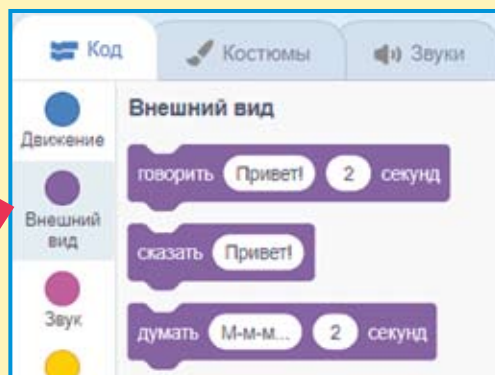 Код
Костюмы
Звуки
Движение
Внешний
вид
Звук
Внешний вид
говорить Привет! 2 секунд
сказать Привет!
думать М-м-м... 2 секунд